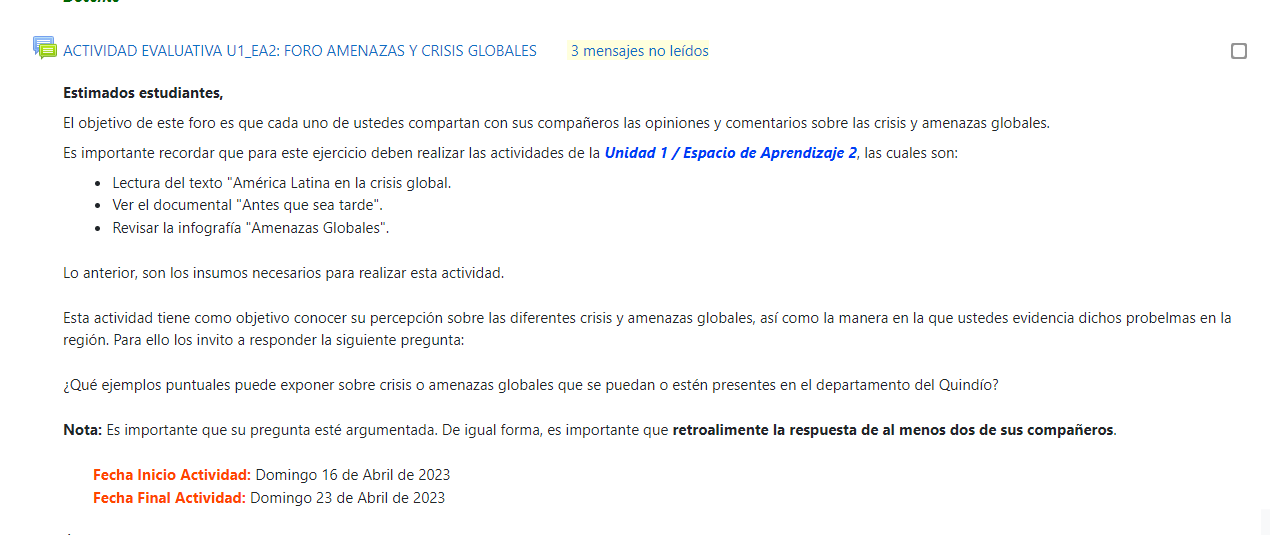 Docente
ACTIVIDAD EVALUATIVA U1_EA2: FORO AMENAZAS Y CRISIS GLOBALES 3 mensajes no leídos
Estimados estudiantes,
El objetivo de este foro es que cada uno de ustedes compartan con sus compañeros las opiniones y comentarios sobre las crisis y amenazas globales.
Es importante recordar que para este ejercicio deben realizar las actividades de la Unidad 1 / Espacio de Aprendizaje 2, las cuales son:
• Lectura del texto "América Latina en la crisis global.
• Ver el documental "Antes que sea tarde".
• Revisar la infografía "Amenazas Globales".
Lo anterior, son los insumos necesarios para realizar esta actividad.
Esta actividad tiene como objetivo conocer su percepción sobre las diferentes crisis y amenazas globales, así como la manera en la que ustedes evidencia dichos probelmas en la
región. Para ello los invito a responder la siguiente pregunta:
¿Qué ejemplos puntuales puede exponer sobre crisis o amenazas globales que se puedan o estén presentes en el departamento del Quindío?
Nota: Es importante que su pregunta esté argumentada. De igual forma, es importante que retroalimente la respuesta de al menos dos de sus compañeros.
Fecha Inicio Actividad: Domingo 16 de Abril de 2023
Fecha Final Actividad: Domingo 23 de Abril de 2023